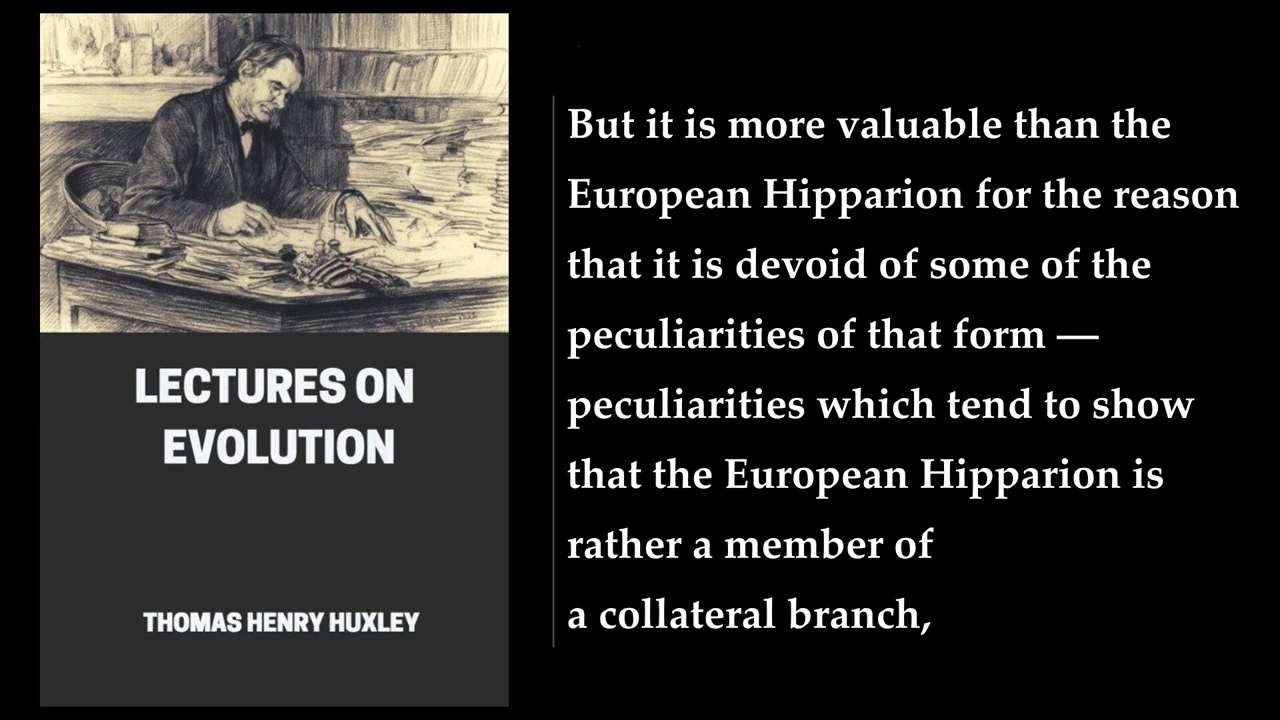 LECTURES ON
EVOLUTION
THOMAS HENRY HUXLEY
But it is more valuable than the
European Hipparion for the reason
that it is devoid of some of the
peculiarities of that form —
peculiarities which tend to show
that the European Hipparion is
rather a member of
a collateral branch,